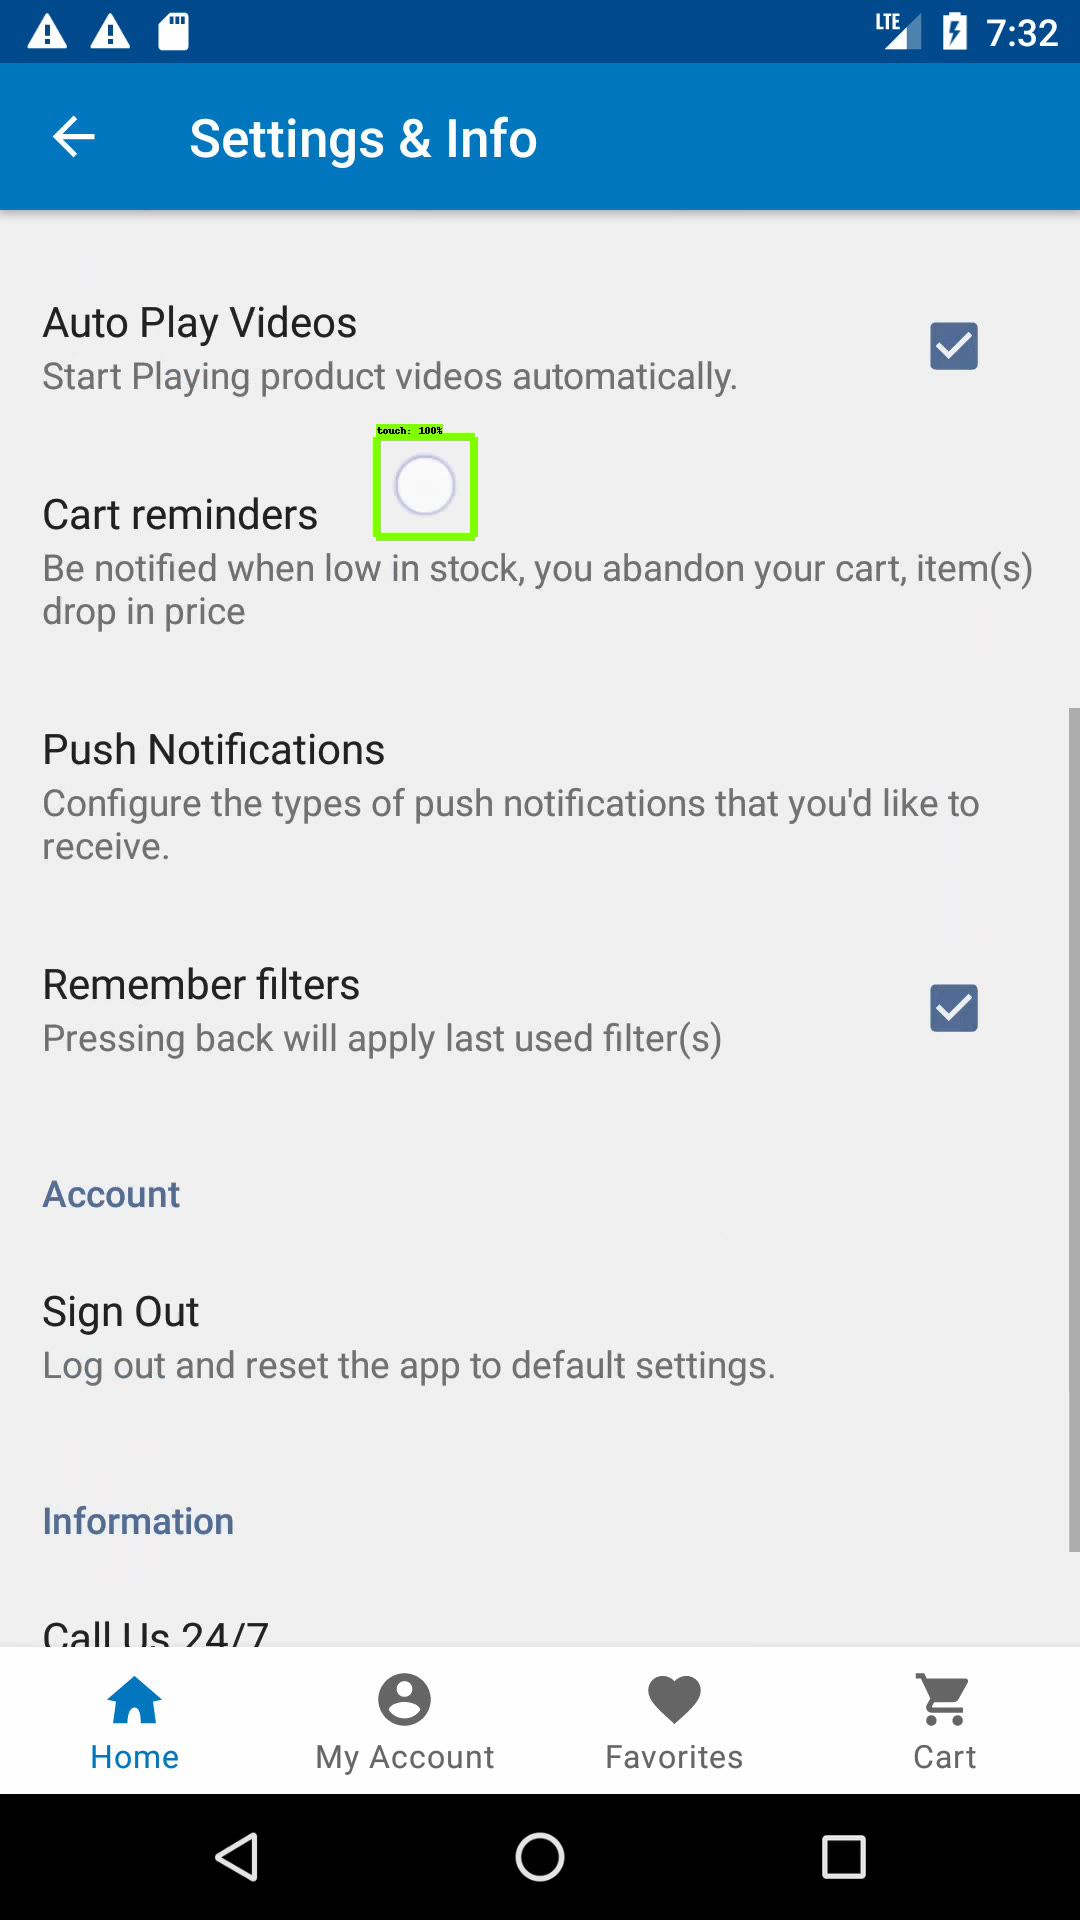 LTE 7:32
Settings & Info
Auto Play Videos
Start Playing product videos automatically.
touch: 100%
Cart reminders
Be notified when low in stock, you abandon your cart, item(s)
drop in price
Push Notifications
Configure the types of push notifications that you'd like to
receive.
Remember filters
Pressing back will apply last used filter(s)
Account
Sign Out
Log out and reset the app to default settings.
Information
Call Us 24/7
Home My Account Favorites Cart